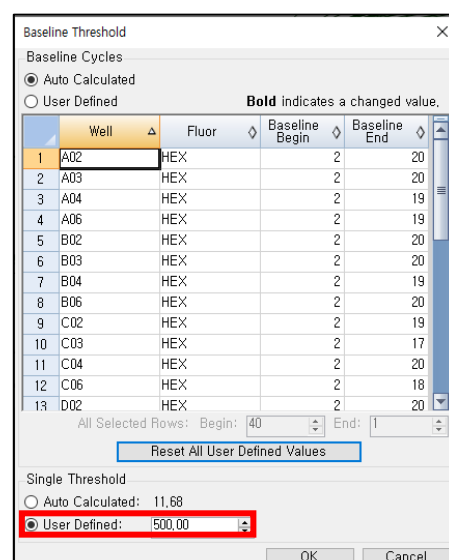 Baseline Threshold
Baseline Cycles
Auto Calculated
User Defined Bold indicates a changed value.
Well Fluor Baseline Begin Baseline End
1 A02 HEX 2 20
2 A03 HEX 2 20
3 A04 HEX 2 19
4 A06 HEX 2 19
5 B02 HEX 2 20
6 B03 HEX 2 20
7 B04 HEX 2 19
8 B06 HEX 2 20
9 C02 HEX 2 19
10 C03 HEX 2 17
11 C04 HEX 2 20
12 C06 HEX 2 18
13 D02 HEX 2 20
All Selected Rows: Begin: 40 End: 1
Reset All User Defined Values
Single Threshold
Auto Calculated: 11,68
User Defined: 500,00
OK Cancel